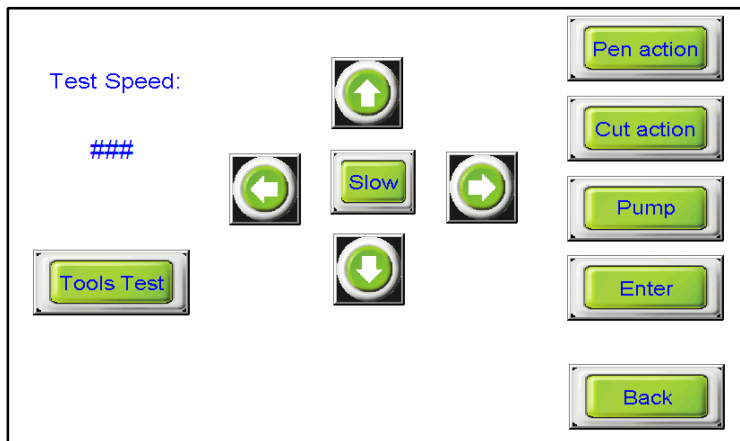 Test Speed:
###
Tools Test
Slow
Pen action
Cut action
Pump
Enter
Back